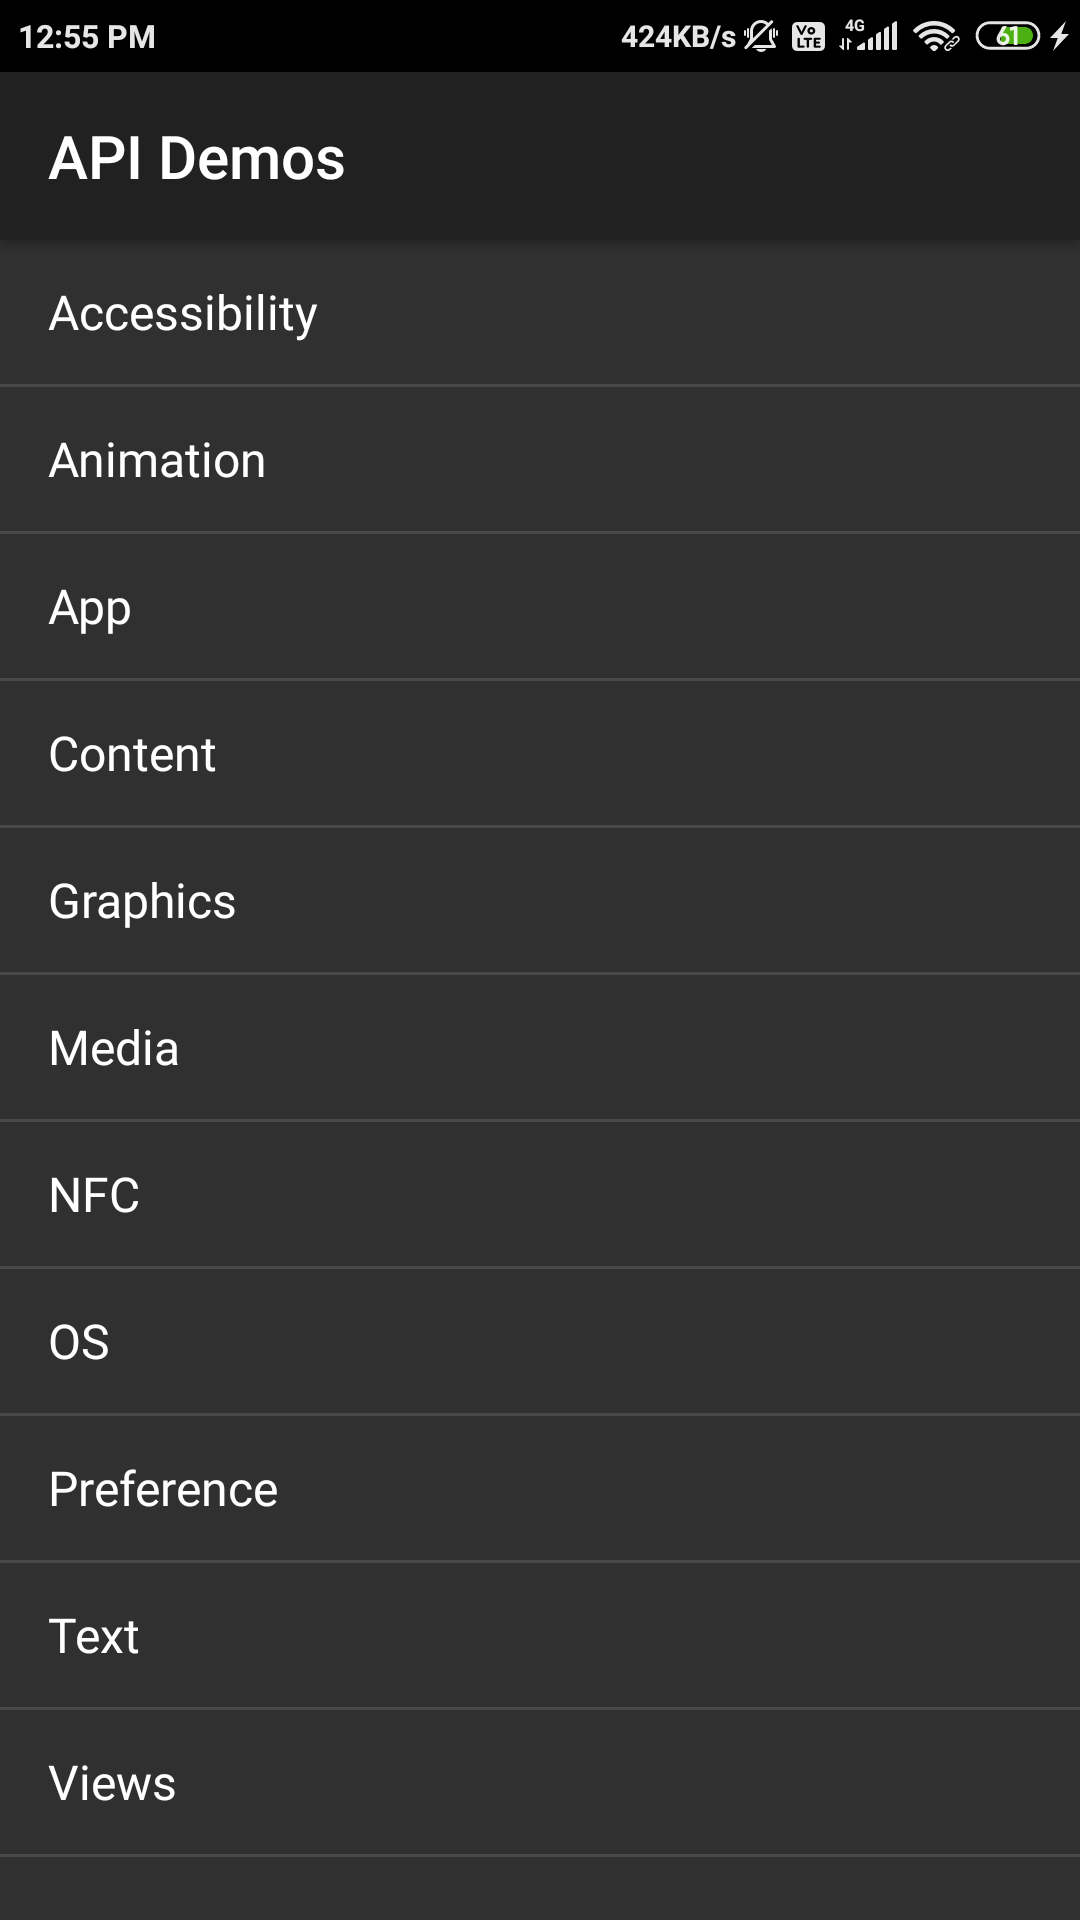 12:55 PM 424KB/s Vo LTE 4G 61
API Demos
Accessibility
Animation
App
Content
Graphics
Media
NFC
OS
Preference
Text
Views